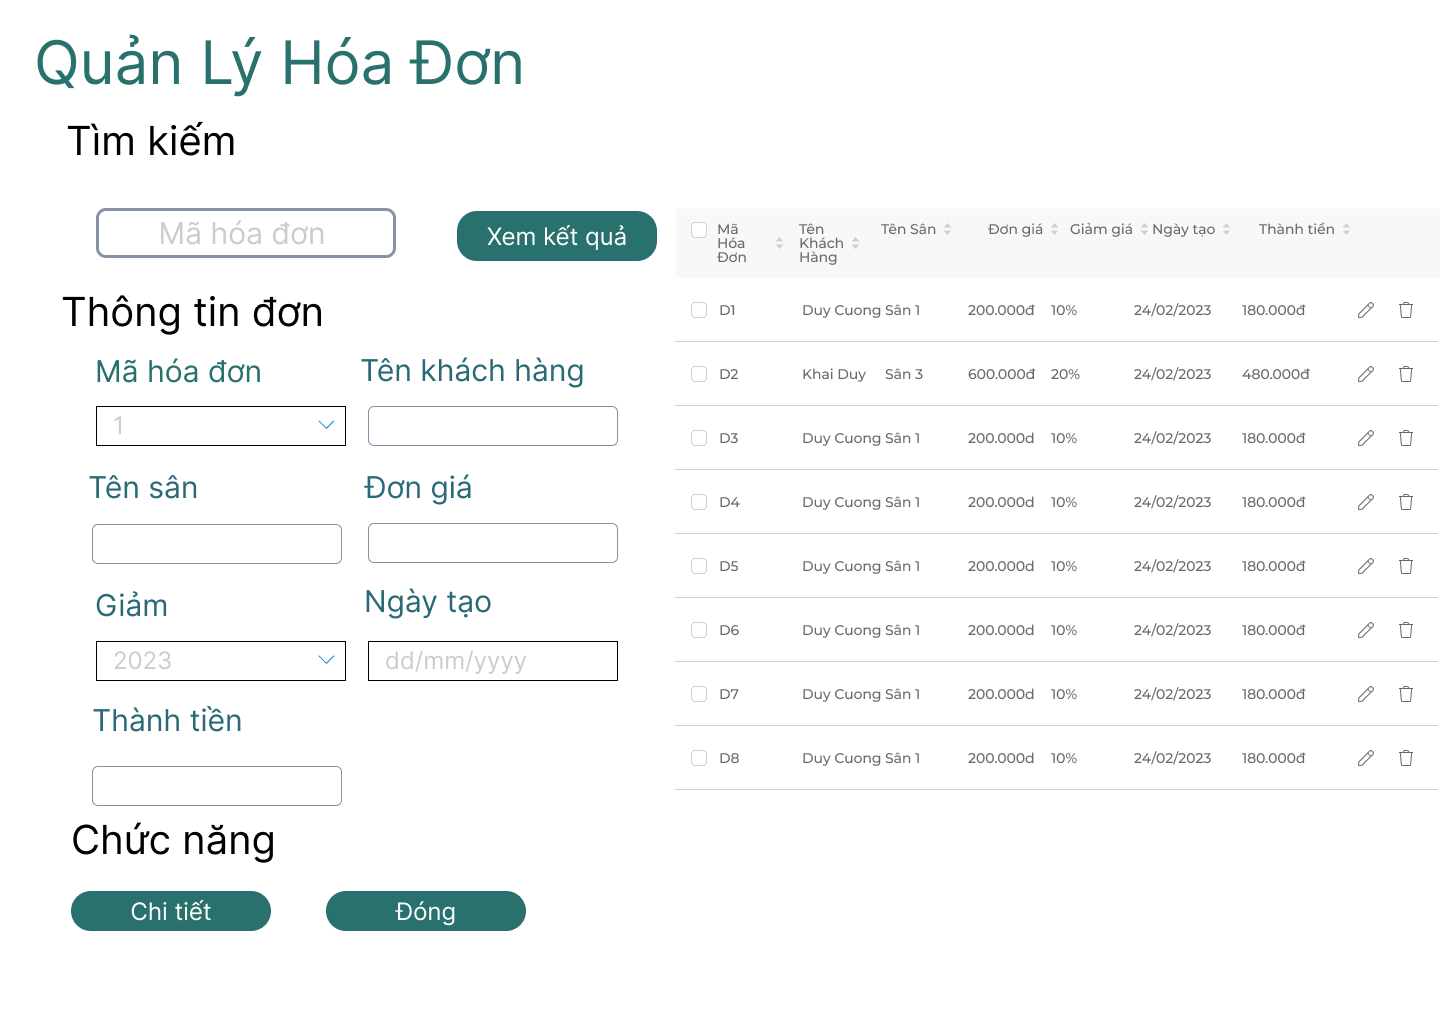 Quản Lý Hóa Đơn
Tìm kiếm
Mã hóa đơn
Xem kết quả
Thông tin đơn
Mã hóa đơn Tên khách hàng
1
Tên sân Đơn giá
Giảm Ngày tạo
2023 dd/mm/yyyy
Thành tiền
Chức năng
Chi tiết Đóng
Mã Hóa Đơn Tên Khách Hàng Tên Sân Đơn giá Giảm giá Ngày tạo Thành tiền
D1 Duy Cuong Sân 1 200.000đ 10% 24/02/2023 180.000đ
D2 Khai Duy Sân 3 600.000đ 20% 24/02/2023 480.000đ
D3 Duy Cuong Sân 1 200.000d 10% 24/02/2023 180.000đ
D4 Duy Cuong Sân 1 200.000d 10% 24/02/2023 180.000đ
D5 Duy Cuong Sân 1 200.000d 10% 24/02/2023 180.000đ
D6 Duy Cuong Sân 1 200.000d 10% 24/02/2023 180.000đ
D7 Duy Cuong Sân 1 200.000d 10% 24/02/2023 180.000đ
D8 Duy Cuong Sân 1 200.000d 10% 24/02/2023 180.000đ